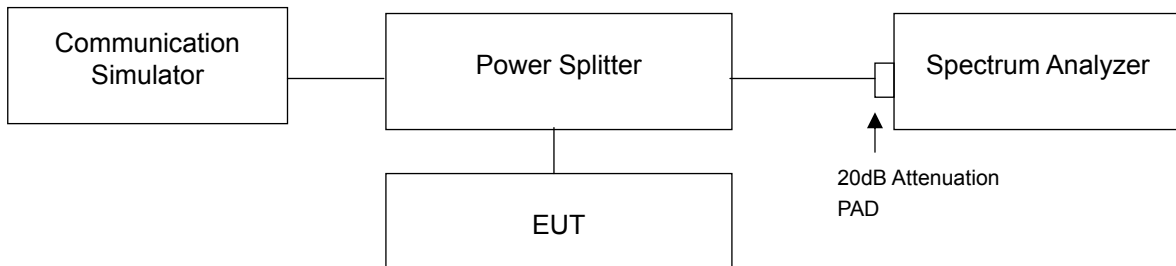 Communication
Simulator
Power Splitter
Spectrum Analyzer
20dB Attenuation
PAD
EUT